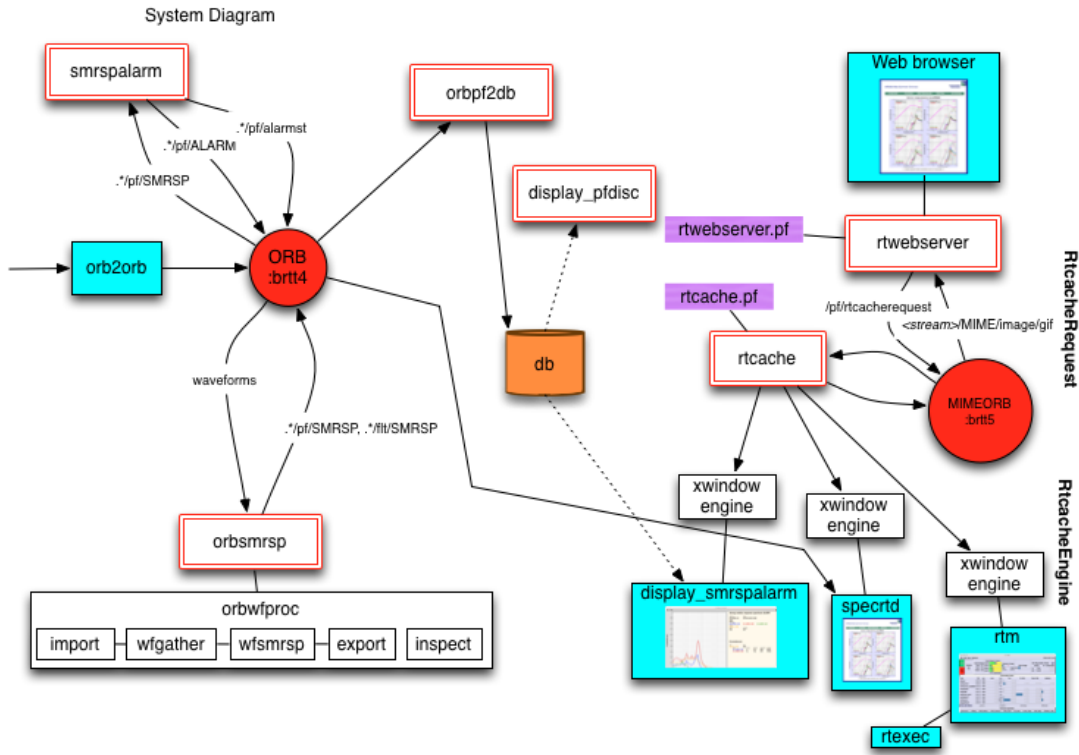 System Diagram
smrspalarm
orbpf2db
Web browser
.*/pf/alarmst
.*/pf/ALARM
.*/pf/SMRSP
display_pfdisc
rtwebserver.pf
rtwebserver
orb2orb
ORB
:brtt4
rtcache.pf
/pf/rtcacherequest
<stream>/MIME/image/gif
RtcacheRequest
db
rtcache
waveforms
MIMEORB
:brtt5
.*/pf/SMRSP, .*/flt/SMRSP
xwindow
engine
xwindow
engine
xwindow
engine
RtcacheEngine
orbsmrsp
orbwfproc
import
wfgather
wfsmrsp
export
inspect
display_smrspalarm
specrtd
rtm
rtexec